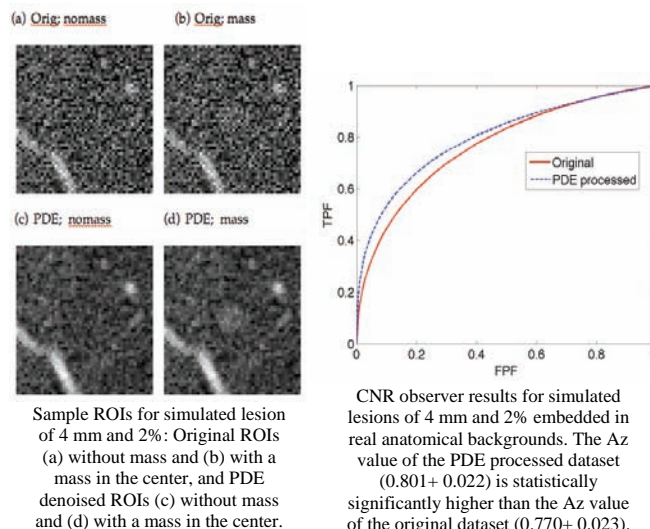 (a) Orig; nomass
(b) Orig; mass
(c) PDE; nomass
(d) PDE; mass
Sample ROIs for simulated lesion
of 4 mm and 2%: Original ROIs
(a) without mass and (b) with a
mass in the center, and PDE
denoised ROIs (c) without mass
and (d) with a mass in the center.
1
0.8
0.6
0.4
0.2
0
TPF
0
0.2
0.4
0.6
0.8
FPF
Original
PDE processed
CNR observer results for simulated
lesions of 4 mm and 2% embedded in
real anatomical backgrounds. The Az
value of the PDE processed dataset
(0.801+ 0.022) is statistically
significantly higher than the Az value
of the original dataset (0.770+ 0.023).